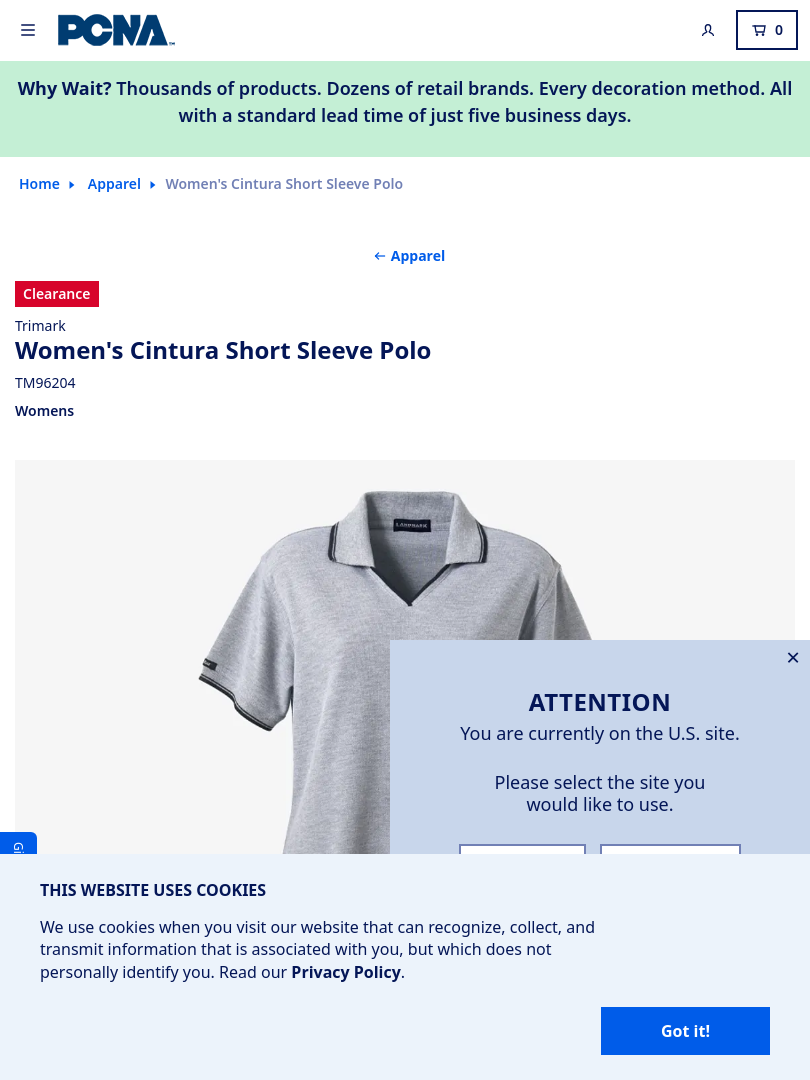 PCNA
0
Why Wait? Thousands of products. Dozens of retail brands. Every decoration method. All
with a standard lead time of just five business days.
Home
Apparel
Women's Cintura Short Sleeve Polo
← Apparel
Clearance
Trimark
Women's Cintura Short Sleeve Polo
TM96204
Womens
LANDMARK
ATTENTION
You are currently on the U.S. site.
Please select the site you
would like to use.
THIS WEBSITE USES COOKIES
We use cookies when you visit our website that can recognize, collect, and
transmit information that is associated with you, but which does not
personally identify you. Read our Privacy Policy.
Got it!